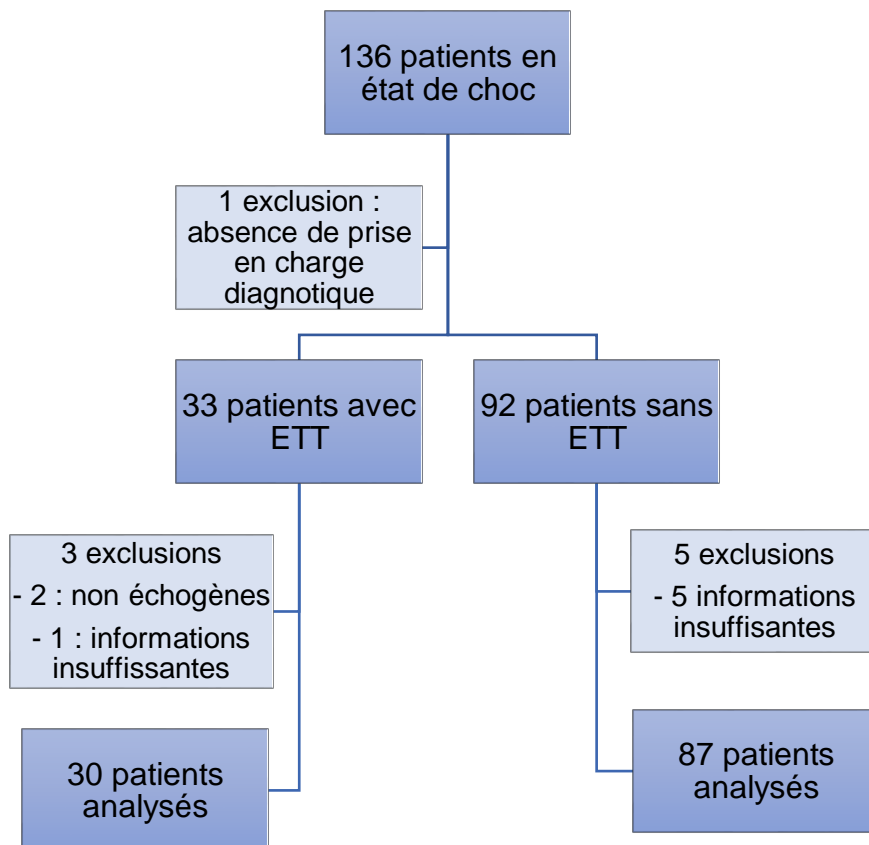 136 patients en
état de choc
1 exclusion :
absence de prise
en charge
diagnotique
33 patients avec
ETT
92 patients sans
ETT
3 exclusions
- 2 : non échogènes
- 1 : informations
insuffissantes
5 exclusions
- 5 informations
insuffisantes
30 patients
analysés
87 patients
analysés